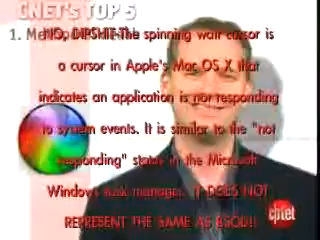 CNET'S TOP 5
1. Me
NO, DIPSHIT-The spinning wait cursor is
a cursor in Apple's Mac OS X that
indicates an application is not responding
to system events. It is similar to the "not
responding" status in the Microsoft
Windows task manager. IT DOES NOT
REPRESENT THE SAME AS BSOD!!
c|net